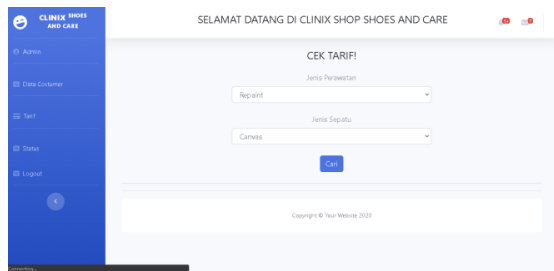 CLINIX SHOES
AND CARE
SELAMAT DATANG DI CLINIX SHOP SHOES AND CARE
Admin
Data Costumer
Tarif
Status
Logout
CEK TARIF!
Jenis Perawatan
Repaint
Jenis Sepatu
Canvas
Cari
Copyright © Your Website 2020